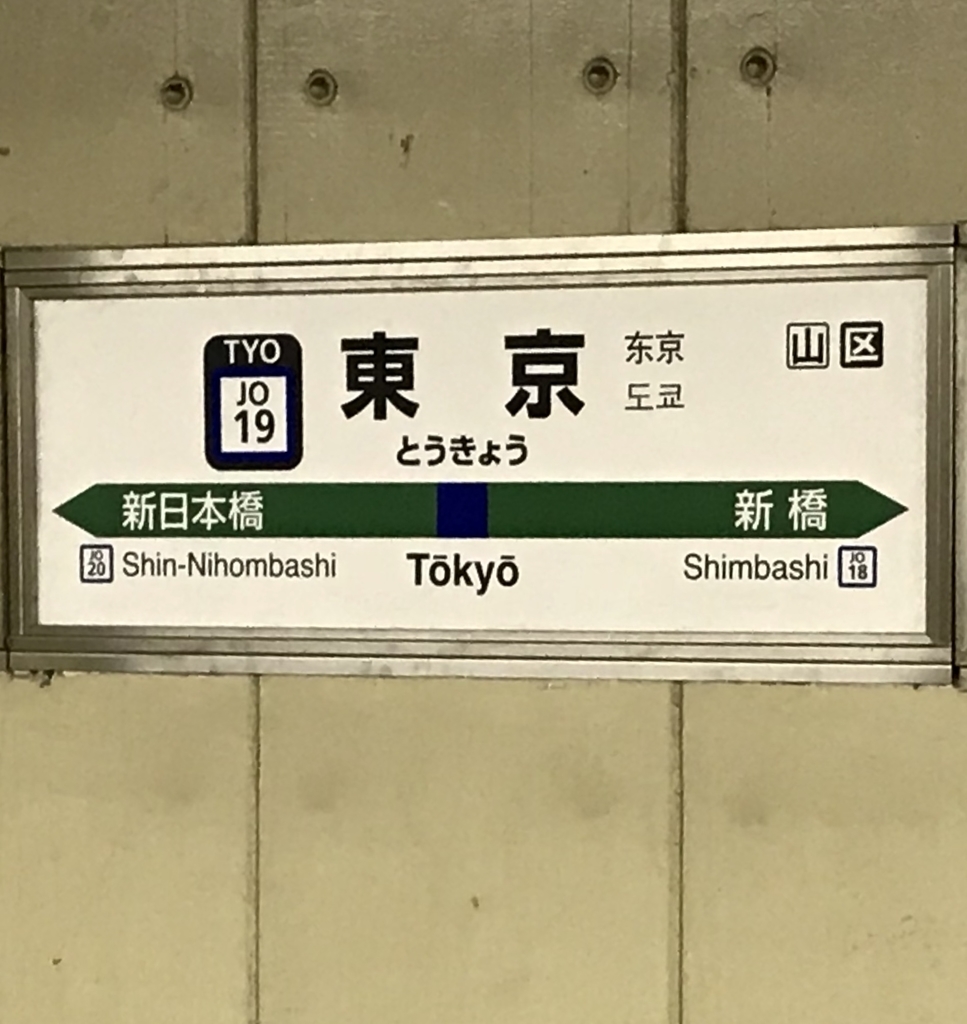 TYO
JO
19
東京
东京
도쿄
山 区
とうきょう
新日本橋
新橋
JO
20
Shin-Nihombashi
Tōkyō
Shimbashi
JO
18